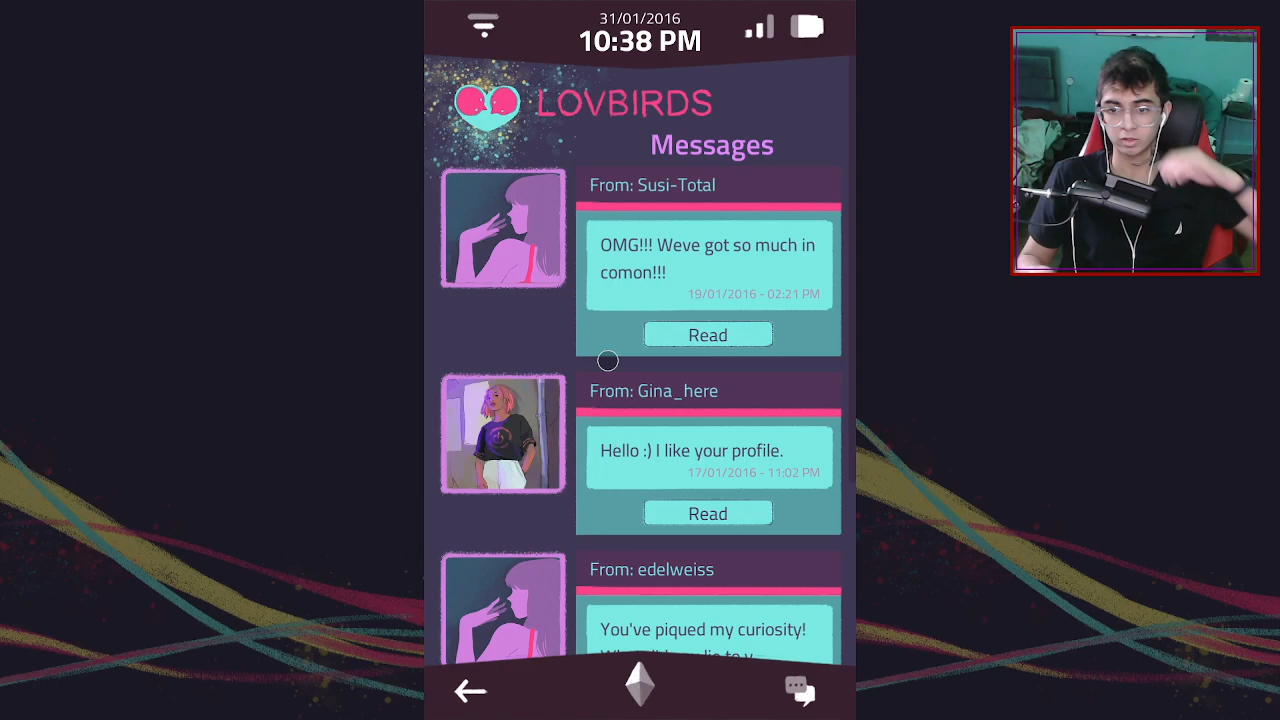 31/01/2016
10:38 PM
LOVBIRDS
Messages
From: Susi-Total
OMG!!! Weve got so much in
comon!!!
19/01/2016 - 02:21 PM
Read
From: Gina_here
Hello :) I like your profile.
17/01/2016 - 11:02 PM
Read
From: edelweiss
You've piqued my curiosity!